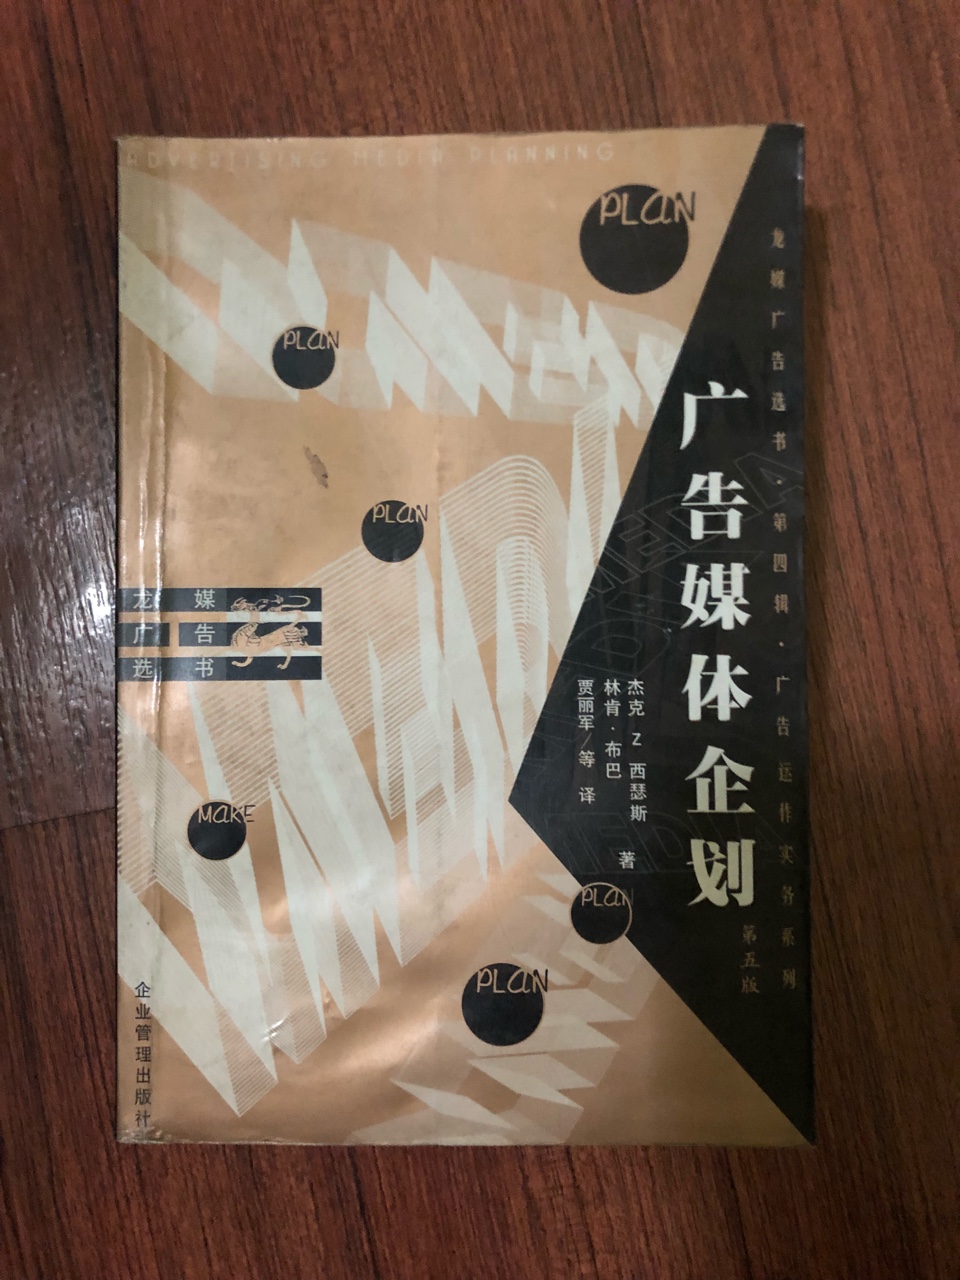 ADVERTISING MEDIA PLANNING
PLAN
PLAN
PLAN
MAKE
PLAN
PLAN
龙媒广告选书·第四辑·广告运作实务系列
广告媒体企划
第五版
杰克 Z 西瑟斯
林肯·布巴
著
贾丽军/等 译
龙媒
广告
选书
企业管理出版社